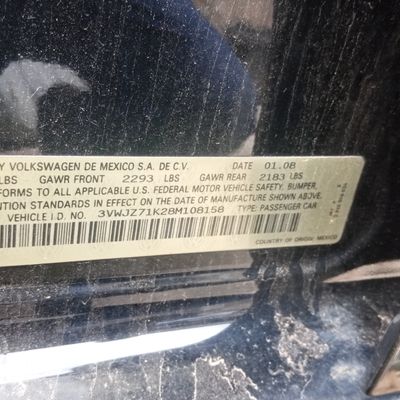 Y VOLKSWAGEN DE MEXICO S.A. DE C.V. DATE 01.08
LBS GAWR FRONT 2293 LBS GAWR REAR 2183 LBS
FORMS TO ALL APPLICABLE U.S. FEDERAL MOTOR VEHICLE SAFETY, BUMPER,
ENTION STANDARDS IN EFFECT ON THE DATE OF MANUFACTURE SHOWN ABOVE.
VEHICLE I.D. NO. 3VWJZ71K28M108158 TYPE: PASSENGER CAR
COUNTRY OF ORIGIN: MEXICO